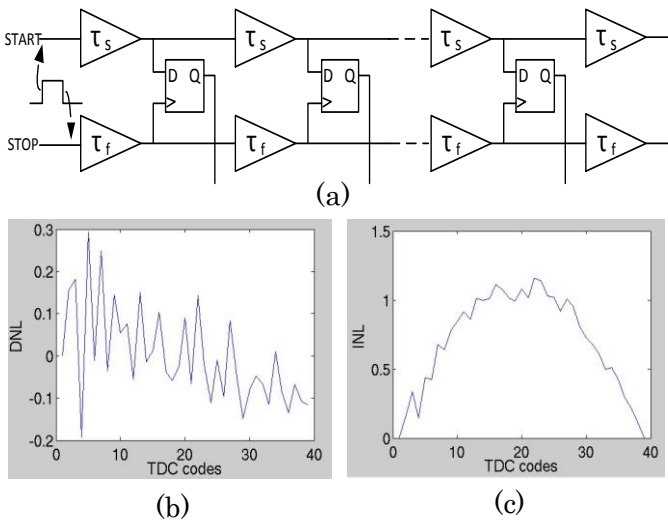 START
τs τs τs τs
D Q D Q D Q
STOP
τf τf τf τf
(a)
0.3
0.2
0.1
0
-0.1
-0.2
DNL
0 10 20 30 40
TDC codes
(b)
1.5
1
0.5
0
INL
0 10 20 30 40
TDC codes
(c)